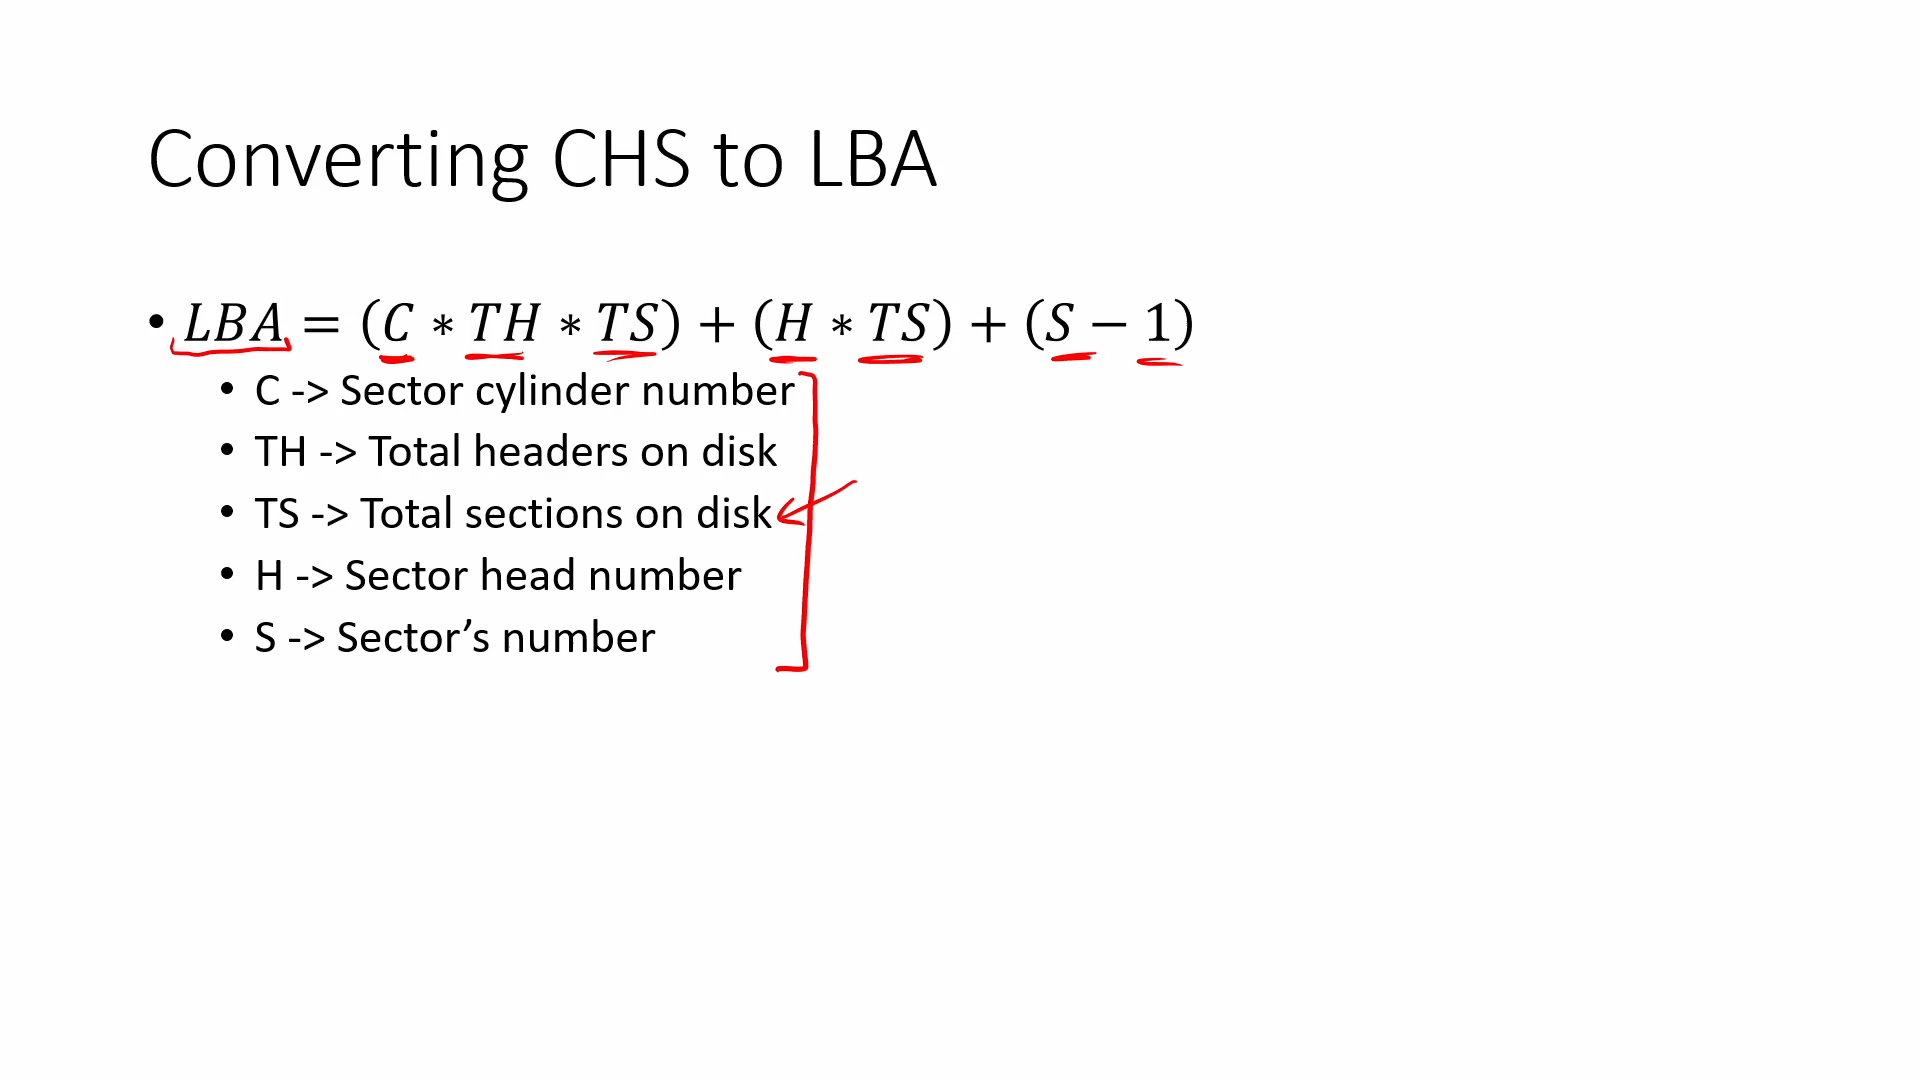 Converting CHS to LBA
• LBA = (C ∗ TH ∗ TS) + (H ∗ TS) + (S − 1)
• C -> Sector cylinder number
• TH -> Total headers on disk
• TS -> Total sections on disk
• H -> Sector head number
• S -> Sector’s number